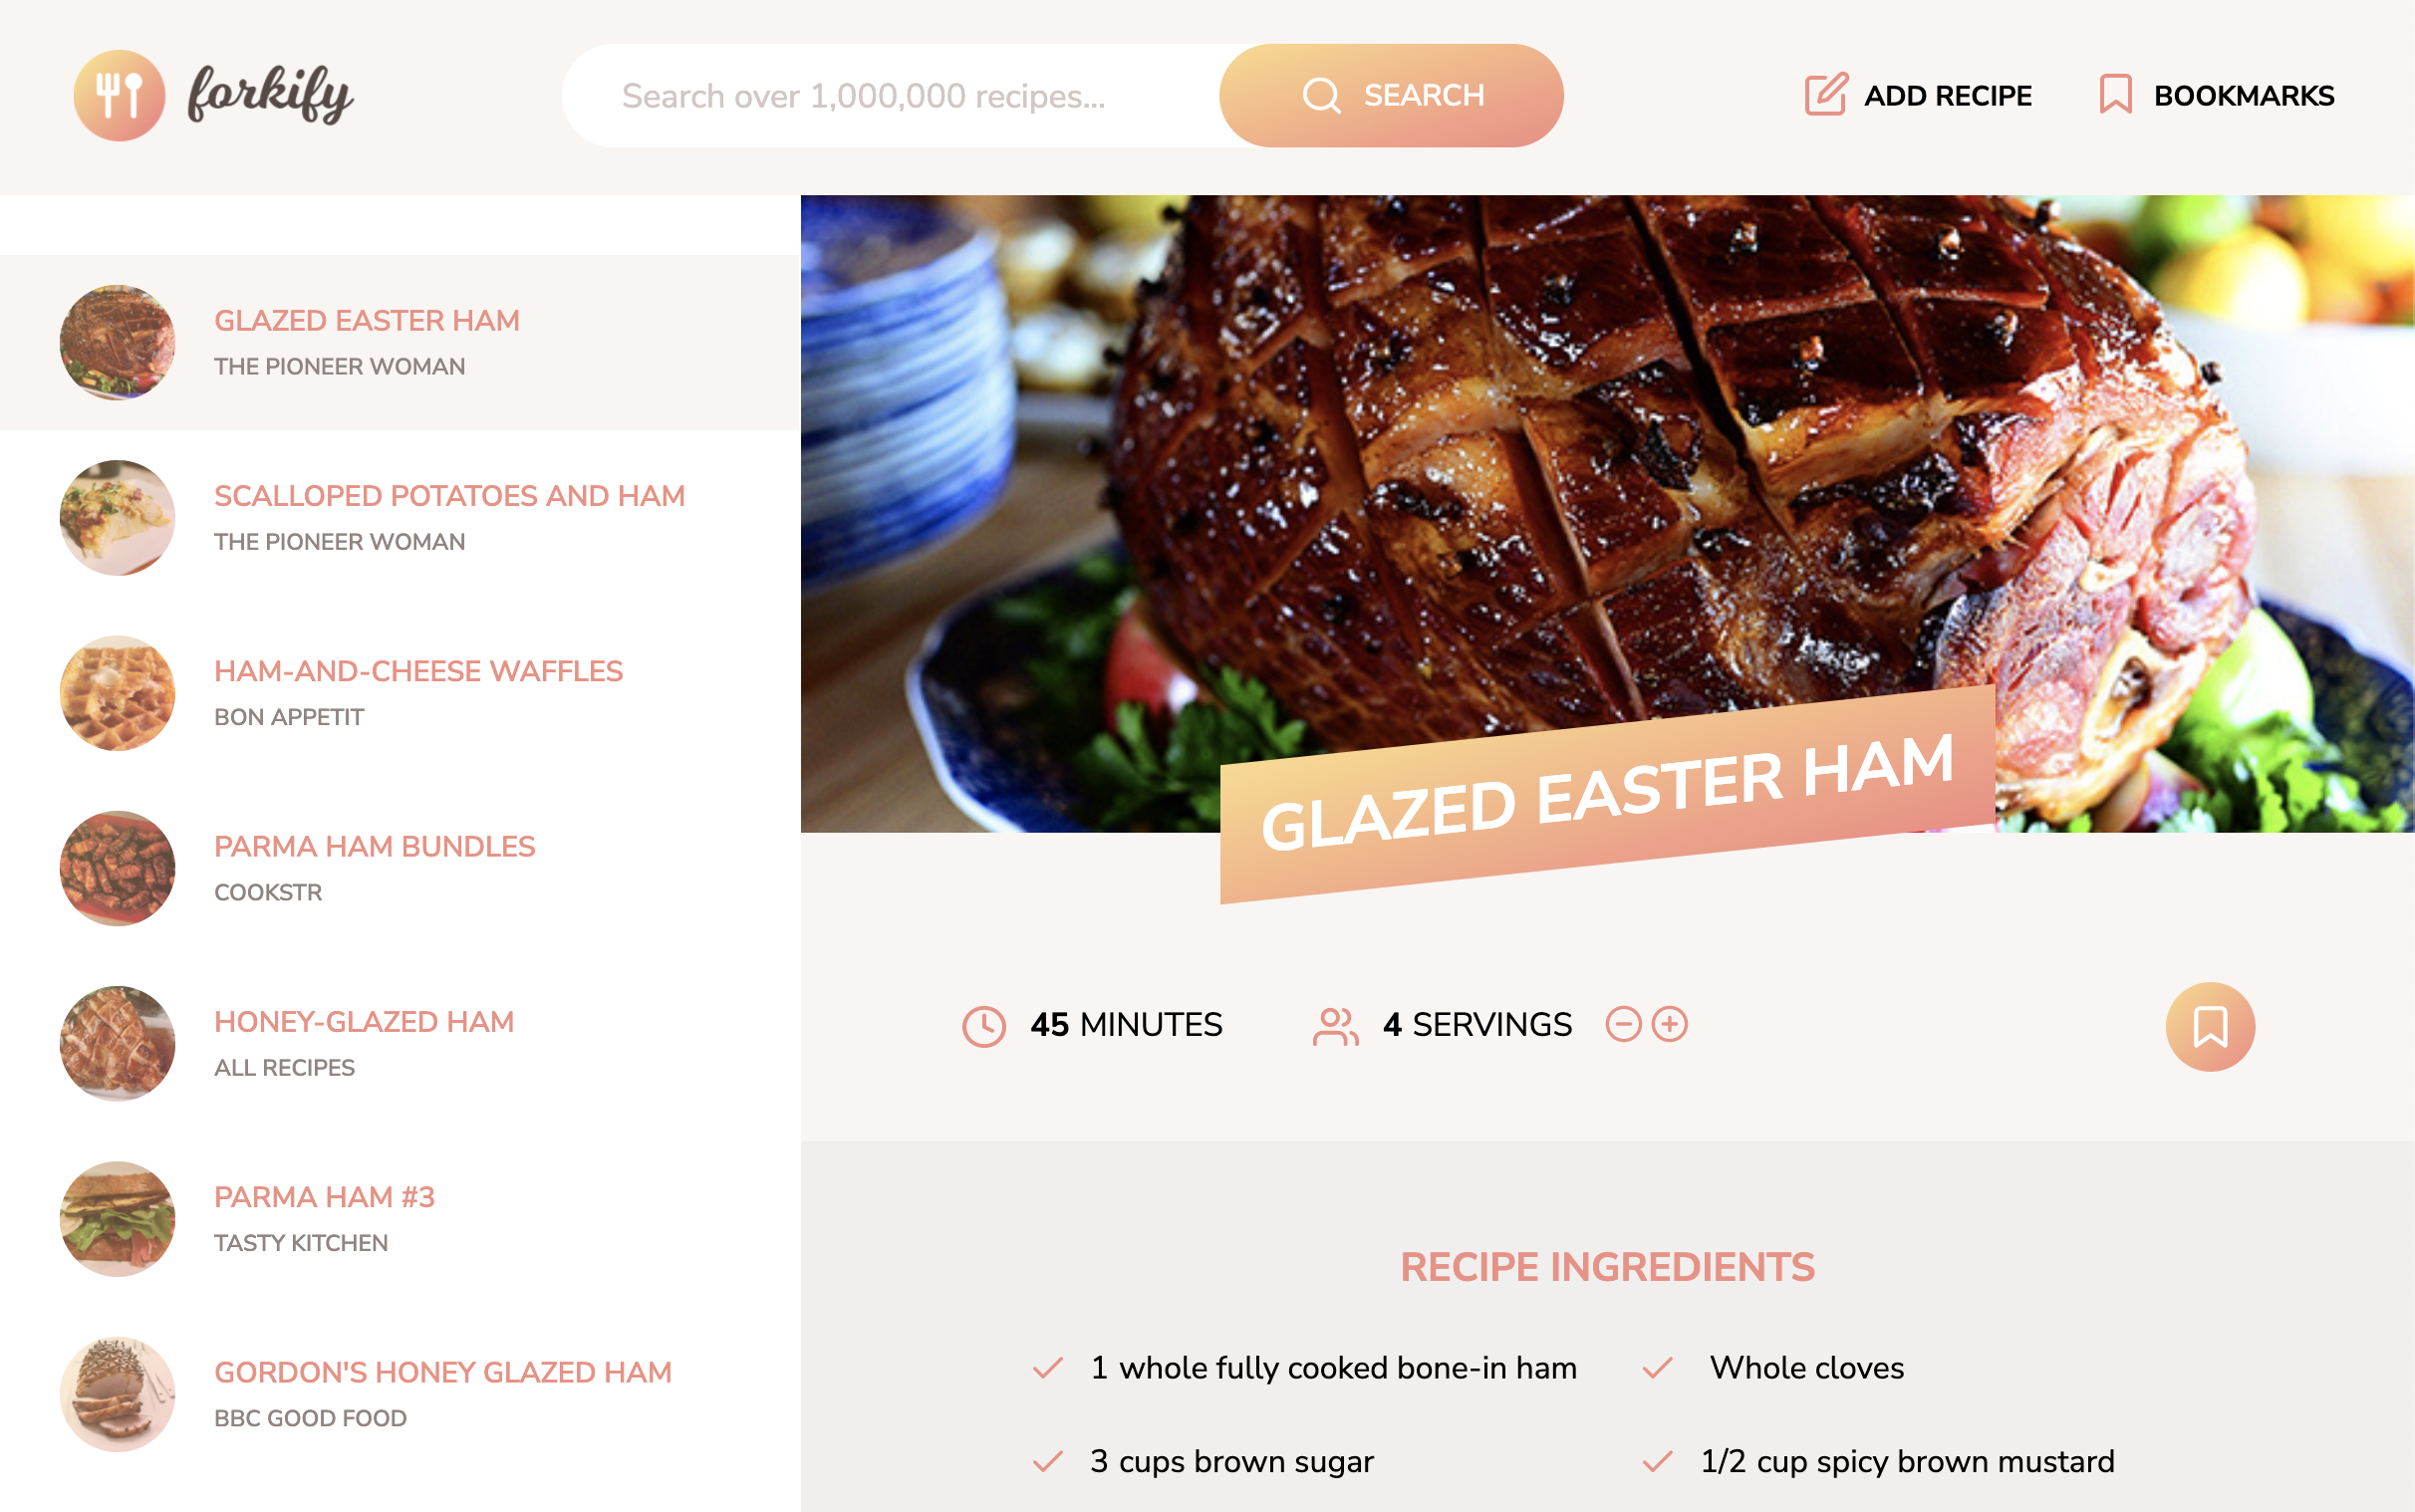 forkify
Search over 1,000,000 recipes...
SEARCH
ADD RECIPE
BOOKMARKS
GLAZED EASTER HAM
THE PIONEER WOMAN
SCALLOPED POTATOES AND HAM
THE PIONEER WOMAN
HAM-AND-CHEESE WAFFLES
BON APPETIT
PARMA HAM BUNDLES
COOKSTR
HONEY-GLAZED HAM
ALL RECIPES
PARMA HAM #3
TASTY KITCHEN
GORDON'S HONEY GLAZED HAM
BBC GOOD FOOD
GLAZED EASTER HAM
45 MINUTES
4 SERVINGS
RECIPE INGREDIENTS
1 whole fully cooked bone-in ham
Whole cloves
3 cups brown sugar
1/2 cup spicy brown mustard